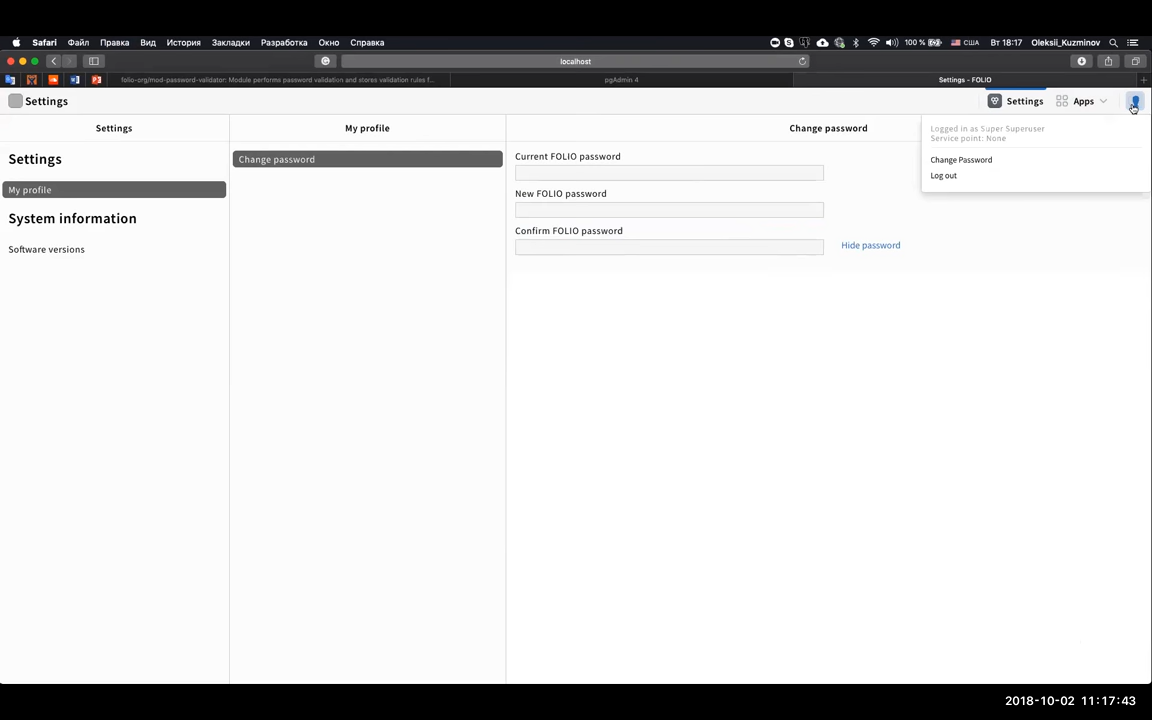 Safari Файл Правка Вид История Закладки Разработка Окно Справка 100 % США Вт 18:17 Oleksii_Kuzminov
localhost
folio-org/mod-password-validator: Module performs password validation and stores validation rules f... pgAdmin 4 Settings - FOLIO
Settings Settings Apps
Settings My profile Change password
Logged in as Super Superuser
Service point: None
Change Password
Log out
Settings
My profile
System information
Software versions
Change password
Current FOLIO password
New FOLIO password
Confirm FOLIO password
Hide password
2018-10-02 11:17:43